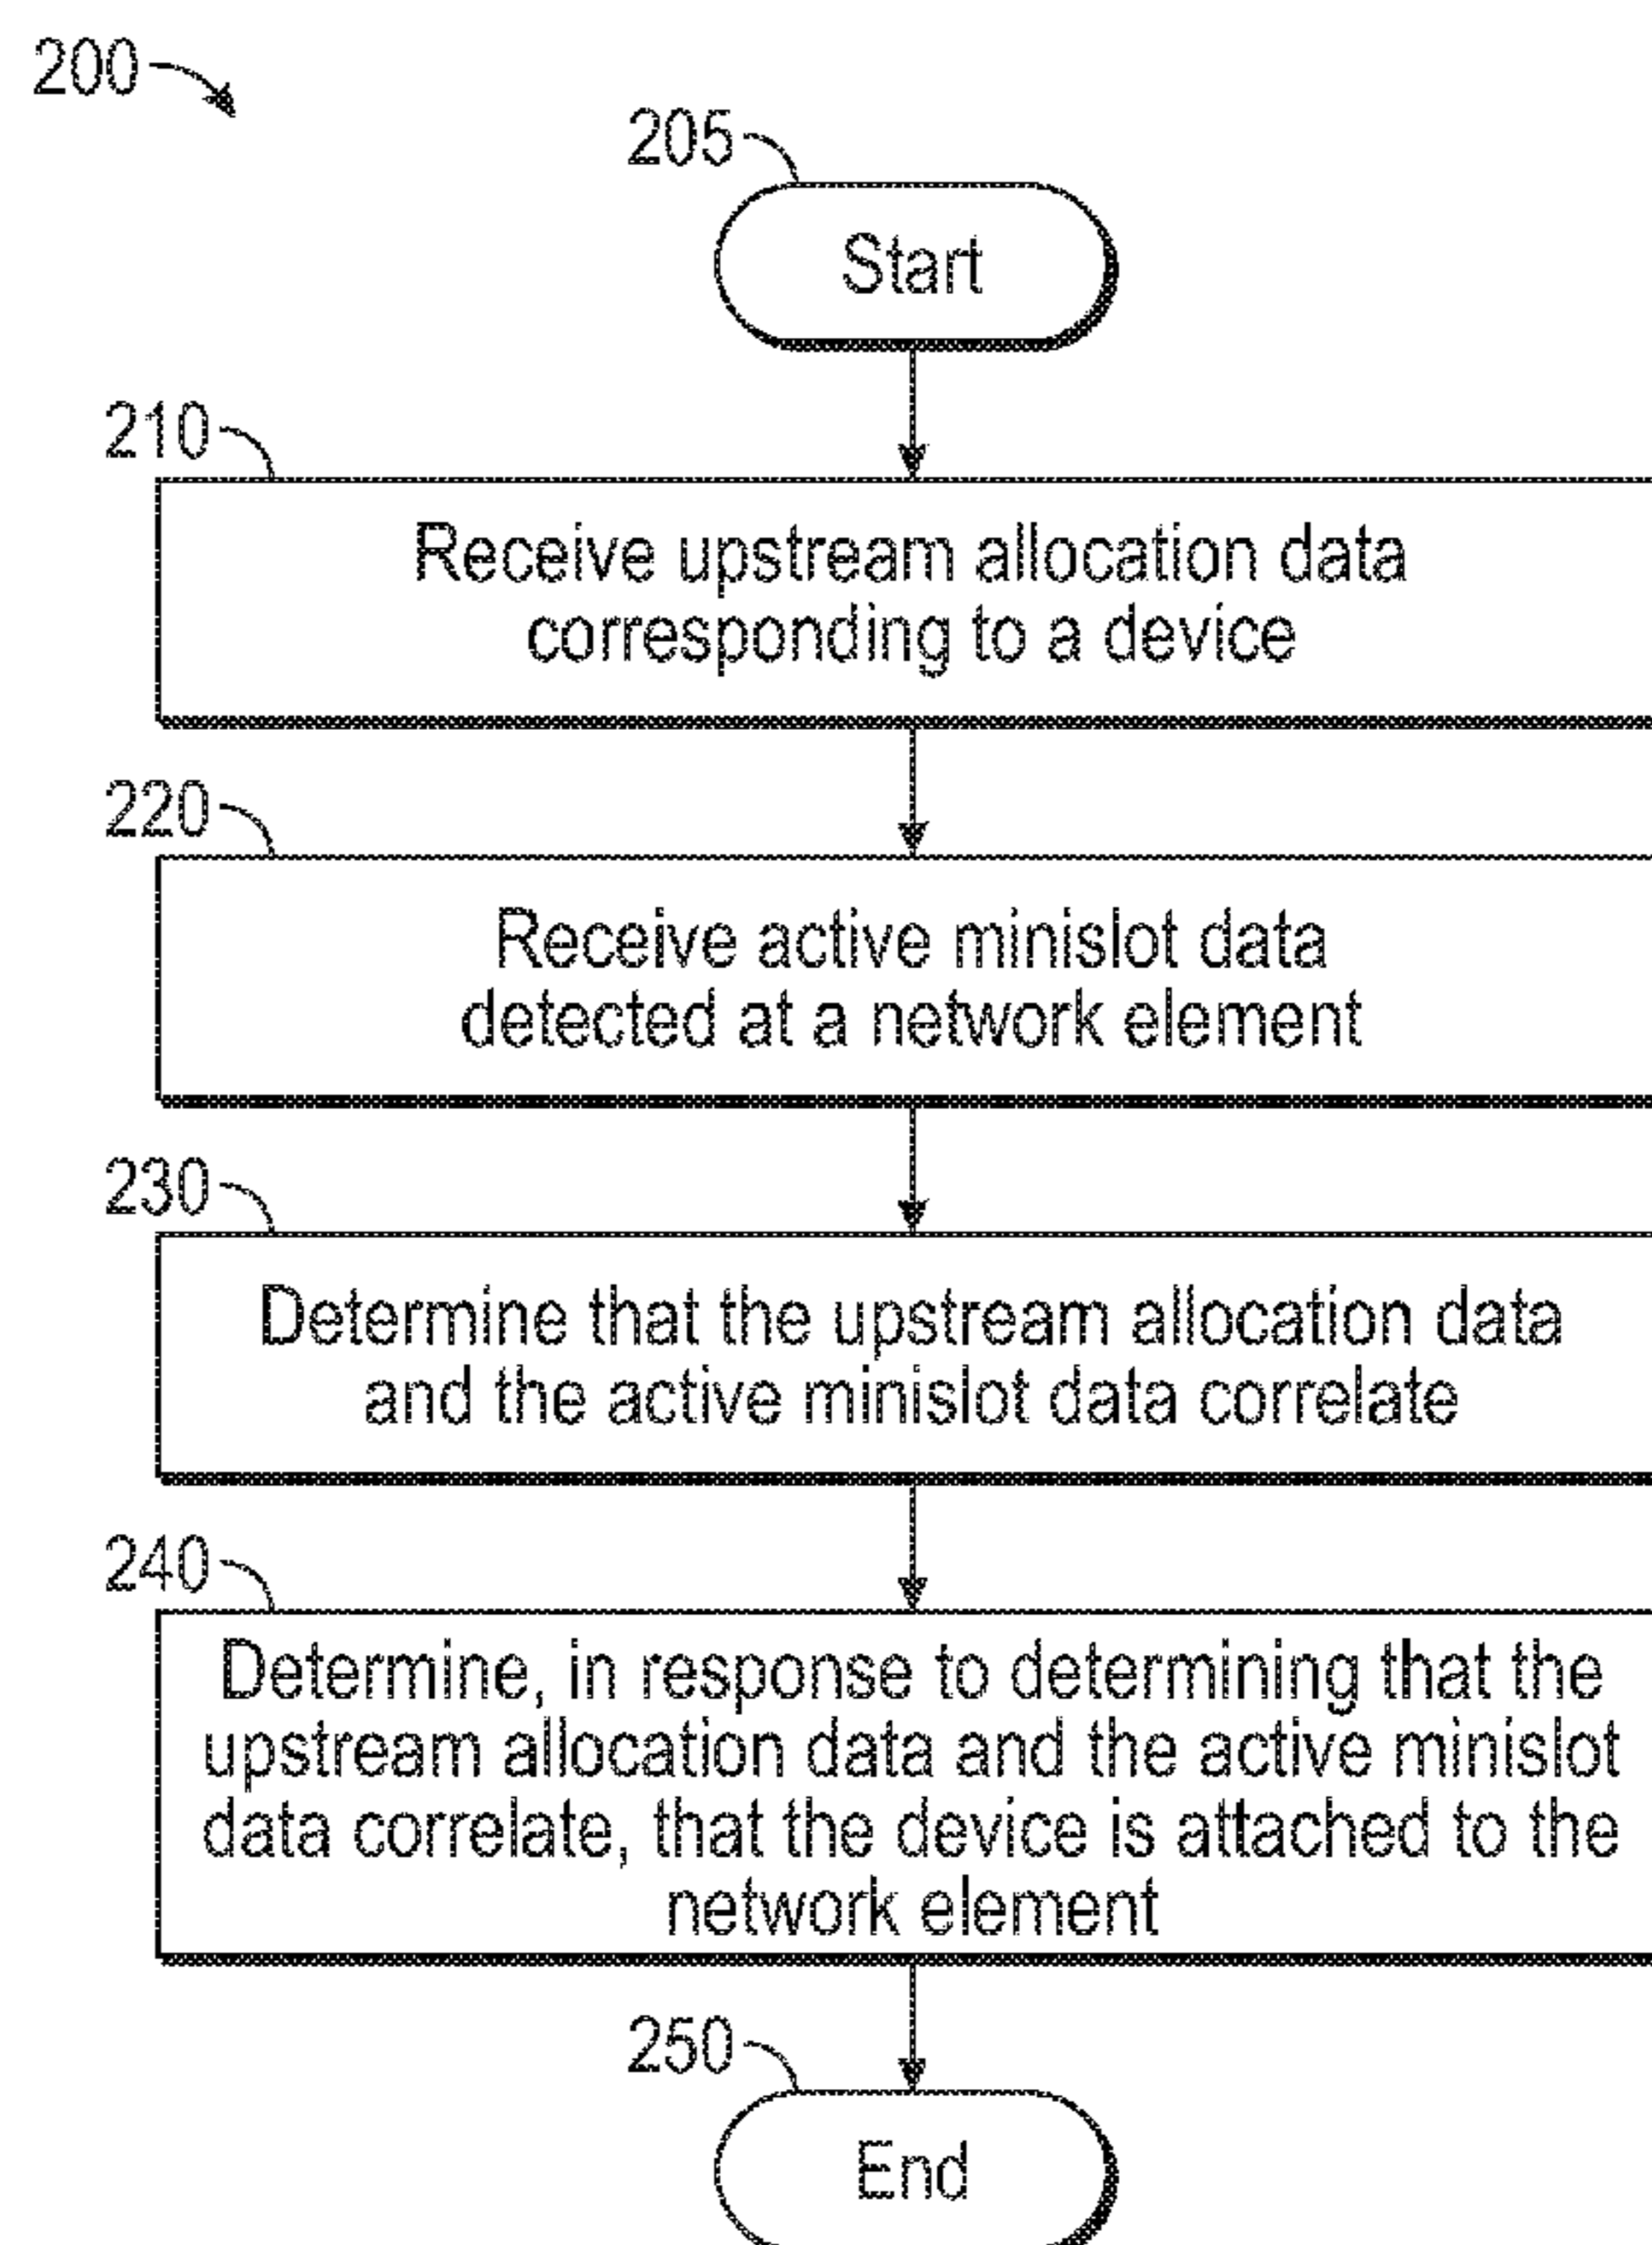 200
205
Start
210
Receive upstream allocation data
corresponding to a device
220
Receive active minislot data
detected at a network element
230
Determine that the upstream allocation data
and the active minislot data correlate
240
Determine, in response to determining that the
upstream allocation data and the active minislot
data correlate, that the device is attached to the
network element
250
End